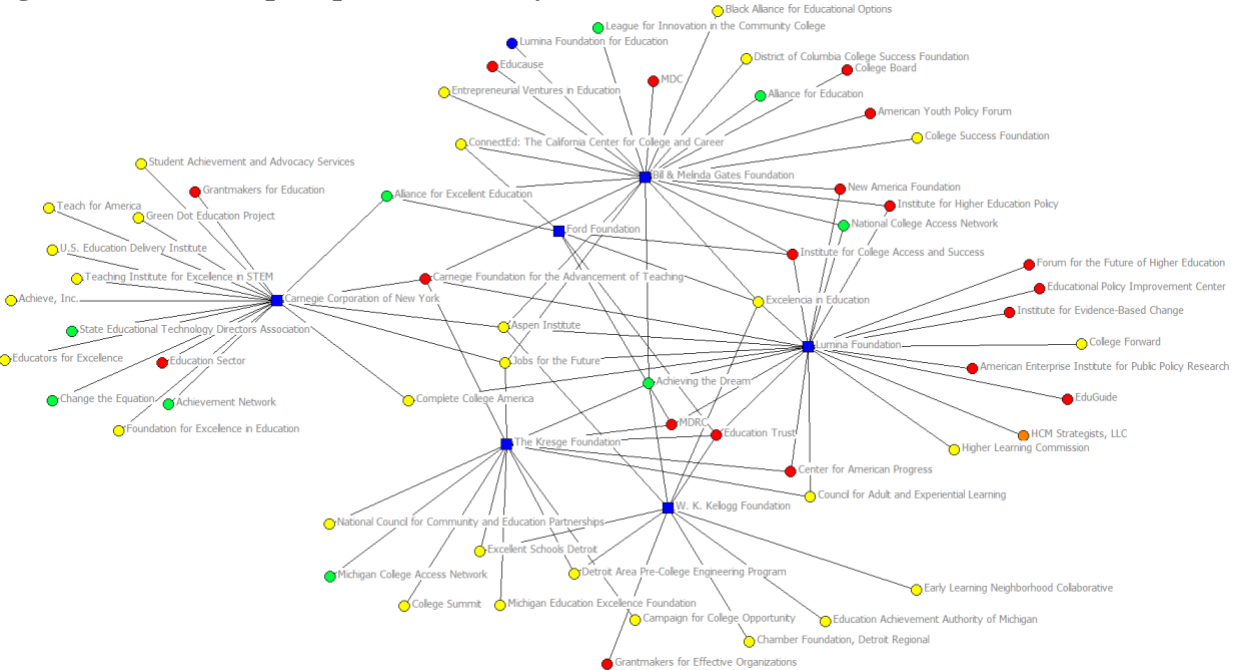 Black Alliance for Educational Options
League for Innovation in the Community College
Lumina Foundation for Education
District of Columbia College Success Foundation
Educause
College Board
MDC
Entrepreneurial Ventures in Education
Alliance for Education
American Youth Policy Forum
College Success Foundation
ConnectEd: The California Center for College and Career
Student Achievement and Advocacy Services
Bill & Melinda Gates Foundation
Grantmakers for Education
New America Foundation
Alliance for Excellent Education
Institute for Higher Education Policy
Teach for America
Green Dot Education Project
National College Access Network
Ford Foundation
U.S. Education Delivery Institute
Institute for College Access and Success
Forum for the Future of Higher Education
Teaching Institute for Excellence in STEM
Carnegie Foundation for the Advancement of Teaching
Educational Policy Improvement Center
Achieve, Inc.
Carnegie Corporation of New York
Excelencia in Education
Institute for Evidence-Based Change
State Educational Technology Directors Association
Aspen Institute
College Forward
Lumina Foundation
Educators for Excellence
Education Sector
Jobs for the Future
American Enterprise Institute for Public Policy Research
Achieving the Dream
Change the Equation
Achievement Network
Complete College America
EduGuide
MDRC
Foundation for Excellence in Education
Education Trust
HCM Strategists, LLC
The Kresge Foundation
Higher Learning Commission
Center for American Progress
Council for Adult and Experiential Learning
W. K. Kellogg Foundation
National Council for Community and Education Partnerships
Excellent Schools Detroit
Michigan College Access Network
Detroit Area Pre-College Engineering Program
Early Learning Neighborhood Collaborative
College Summit
Michigan Education Excellence Foundation
Campaign for College Opportunity
Education Achievement Authority of Michigan
Chamber Foundation, Detroit Regional
Grantmakers for Effective Organizations